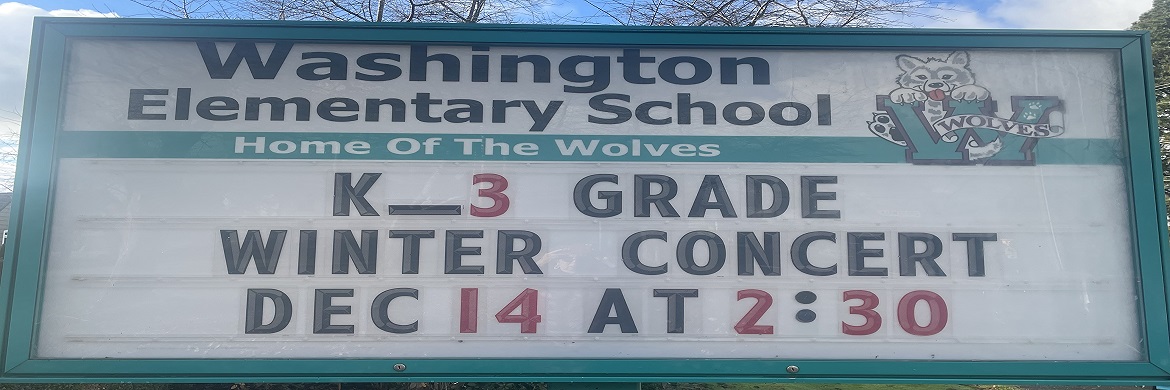 Washington
Elementary School
WOLVES
Home Of The Wolves
K_3 GRADE
WINTER CONCERT
DEC 14 AT 2:30